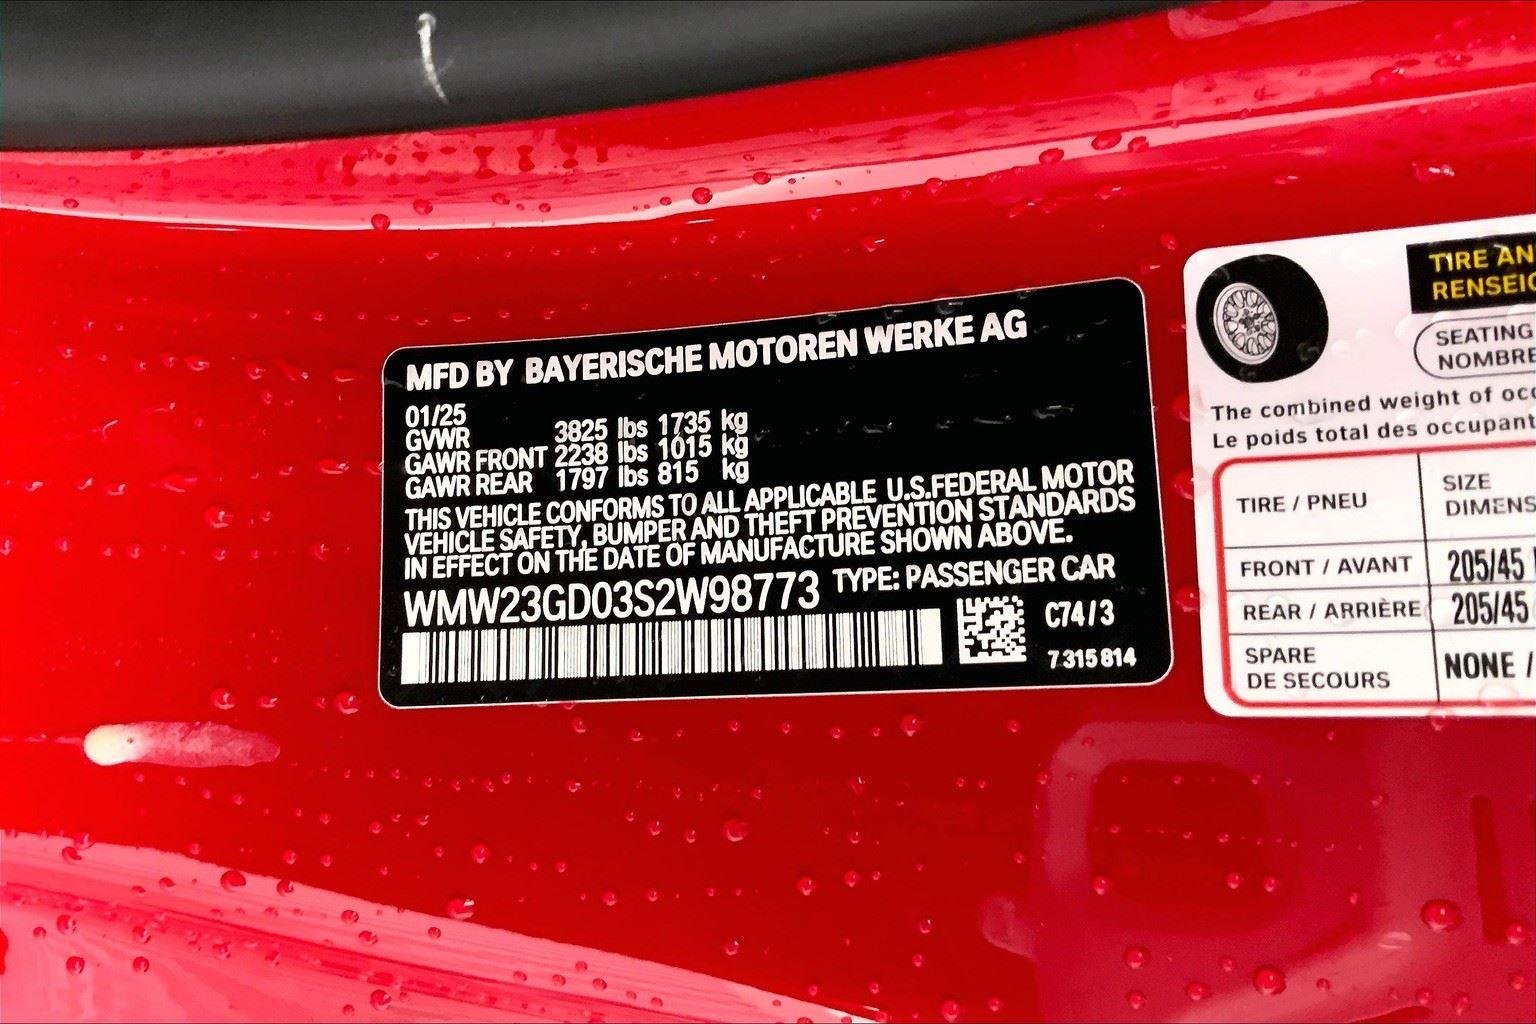 MFD BY BAYERISCHE MOTOREN WERKE AG
01/25
GVWR 3825 lbs 1735 kg
GAWR FRONT 2238 lbs 1015 kg
GAWR REAR 1797 lbs 815 kg
THIS VEHICLE CONFORMS TO ALL APPLICABLE U.S.FEDERAL MOTOR
VEHICLE SAFETY, BUMPER AND THEFT PREVENTION STANDARDS
IN EFFECT ON THE DATE OF MANUFACTURE SHOWN ABOVE.
WMW23GD03S2W98773 TYPE: PASSENGER CAR
C74/3
7315814
TIRE AN
RENSEIG
SEATING
NOMBRE
The combined weight of occ
Le poids total des occupant
TIRE / PNEU SIZE
DIMENS
FRONT / AVANT 205/45
REAR / ARRIÈRE 205/45
SPARE
DE SECOURS NONE /